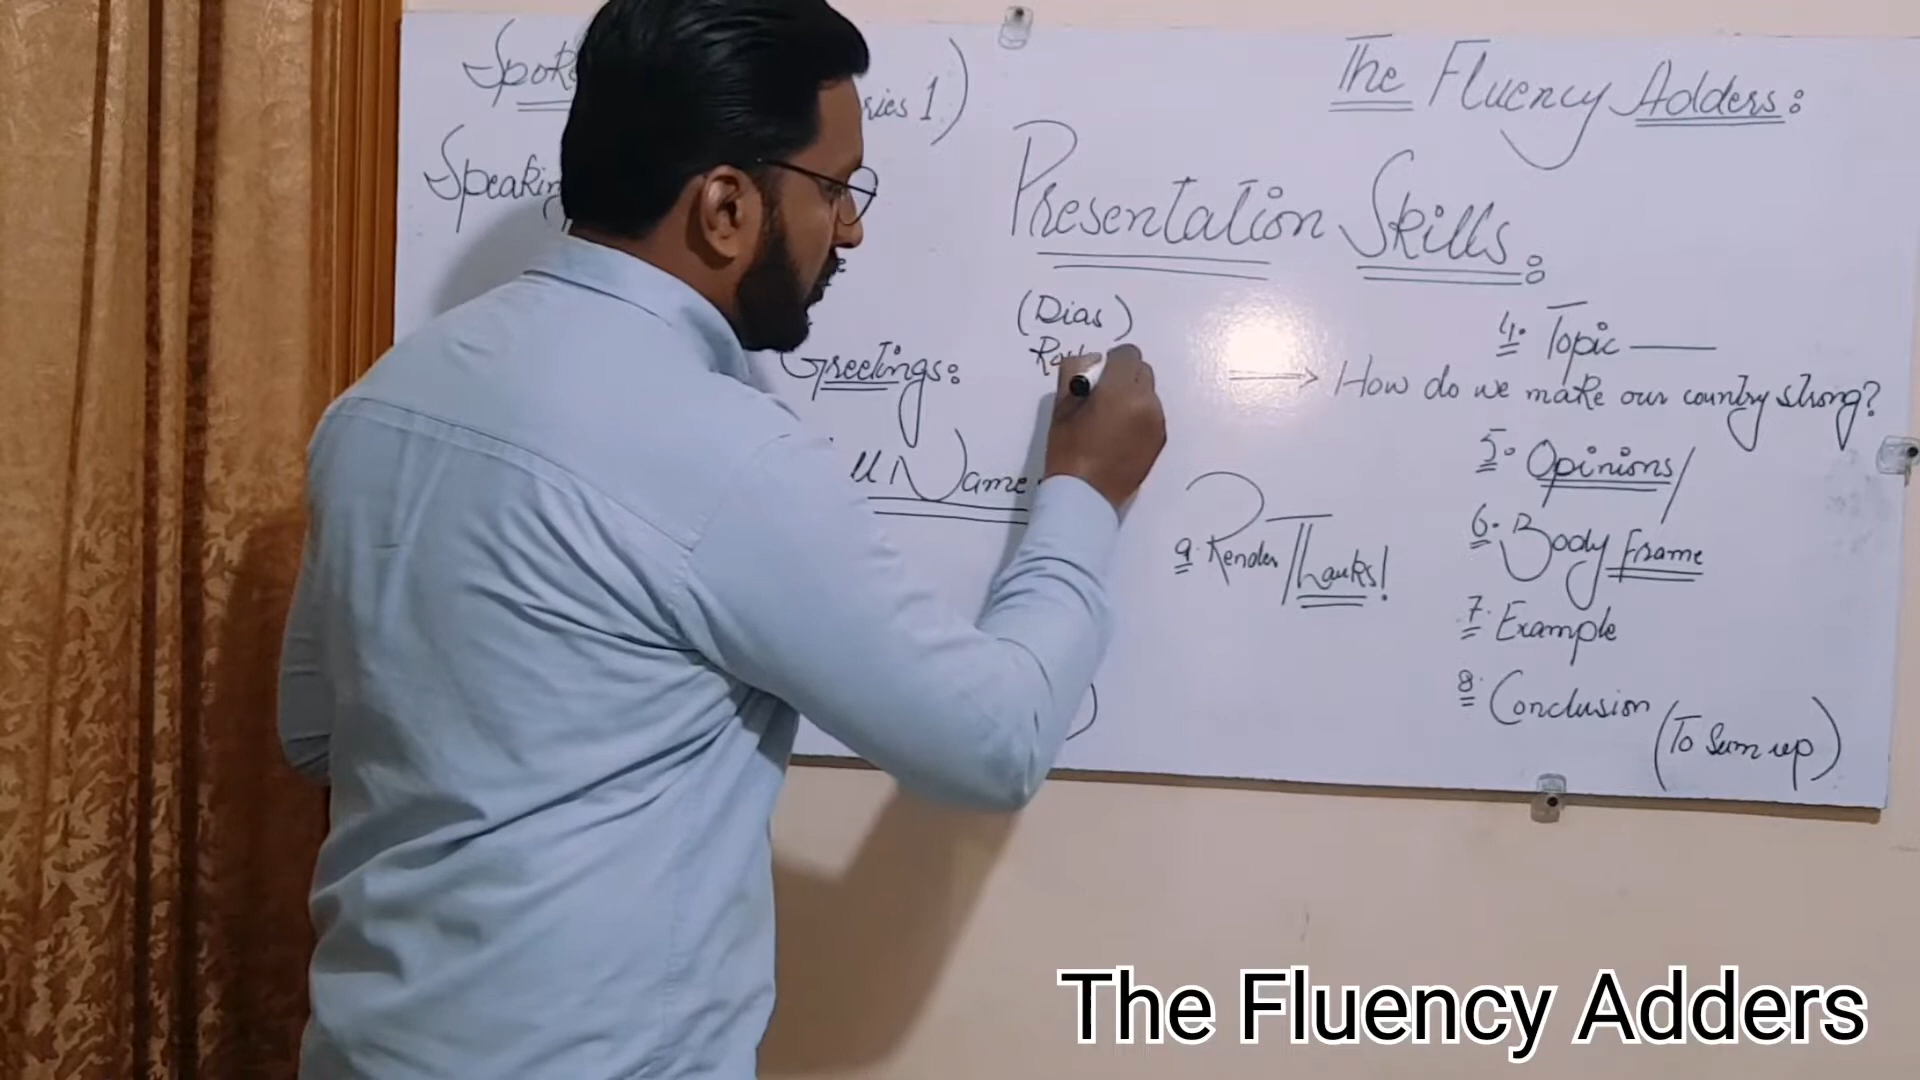 Spoke
ries 1)
The Fluency Adders:
Speaking
Presentation Skills:
(Dias)
4. Topic
Greetings:
How do we make our country strong?
5. Opinions/
Name
6. Body Frame
9. Render Thanks!
7. Example
8. Conclusion
(To Sum up)
The Fluency Adders